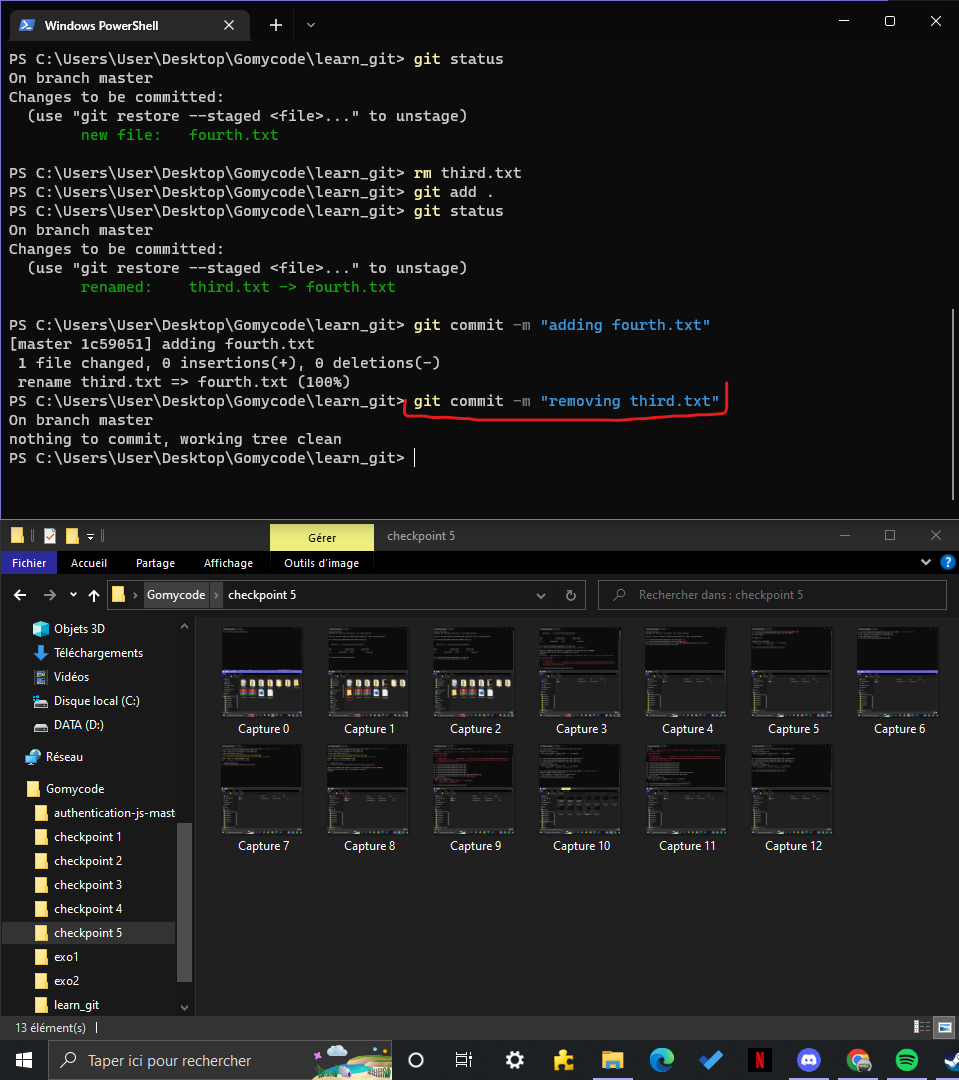 Windows PowerShell
PS C:\Users\User\Desktop\Gomycode\learn_git> git status
On branch master
Changes to be committed:
  (use "git restore --staged <file>..." to unstage)
        new file:   fourth.txt

PS C:\Users\User\Desktop\Gomycode\learn_git> rm third.txt
PS C:\Users\User\Desktop\Gomycode\learn_git> git add .
PS C:\Users\User\Desktop\Gomycode\learn_git> git status
On branch master
Changes to be committed:
  (use "git restore --staged <file>..." to unstage)
        renamed:    third.txt -> fourth.txt

PS C:\Users\User\Desktop\Gomycode\learn_git> git commit -m "adding fourth.txt"
[master 1c59051] adding fourth.txt
 1 file changed, 0 insertions(+), 0 deletions(-)
 rename third.txt => fourth.txt (100%)
PS C:\Users\User\Desktop\Gomycode\learn_git> git commit -m "removing third.txt"
On branch master
nothing to commit, working tree clean
PS C:\Users\User\Desktop\Gomycode\learn_git>
Gérer checkpoint 5
Fichier Accueil Partage Affichage Outils d'image
Gomycode checkpoint 5 Rechercher dans : checkpoint 5
Objets 3D
Téléchargements
Vidéos
Disque local (C:)
DATA (D:)
Réseau
Gomycode
authentication-js-mast
checkpoint 1
checkpoint 2
checkpoint 3
checkpoint 4
checkpoint 5
exo1
exo2
learn_git
Capture 0 Capture 1 Capture 2 Capture 3 Capture 4 Capture 5 Capture 6
Capture 7 Capture 8 Capture 9 Capture 10 Capture 11 Capture 12
13 élément(s)
Taper ici pour rechercher